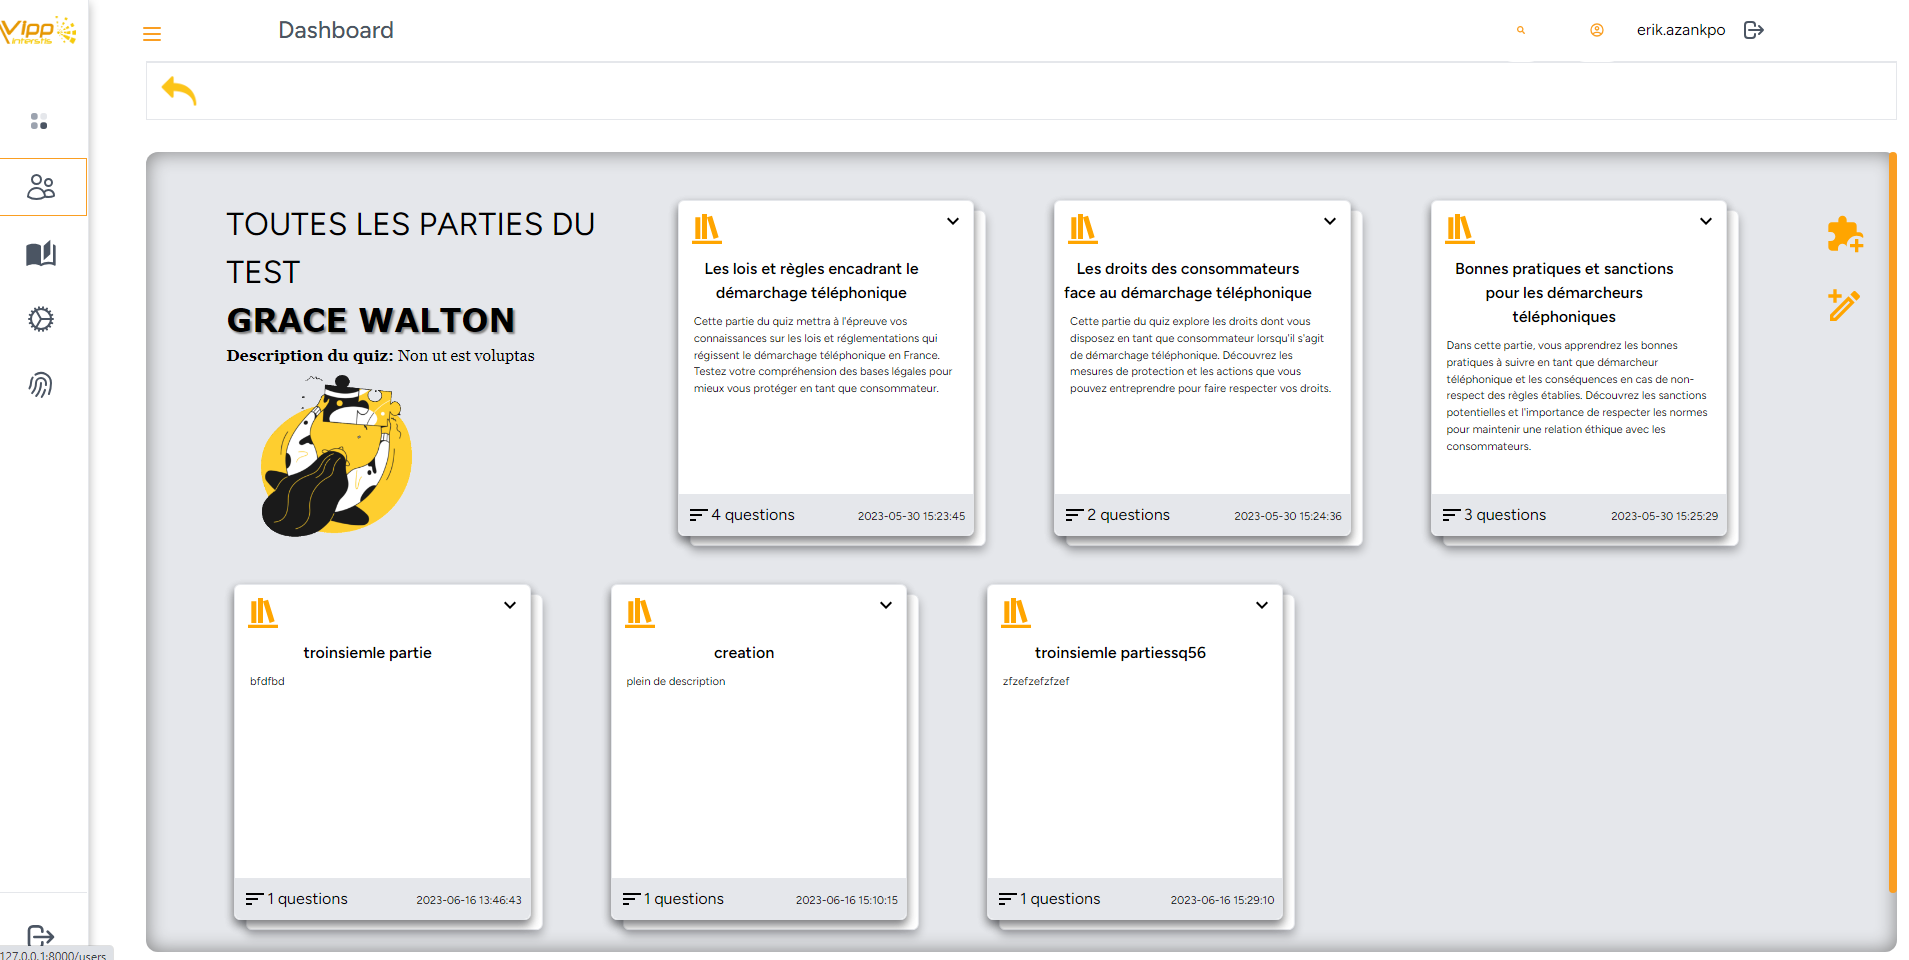 Vipp
Interstis
Dashboard
erik.azankpo
TOUTES LES PARTIES DU
TEST
GRACE WALTON
Description du quiz: Non ut est voluptas
Les lois et règles encadrant le
démarchage téléphonique
Cette partie du quiz mettra à l'épreuve vos
connaissances sur les lois et réglementations qui
régissent le démarchage téléphonique en France.
Testez votre compréhension des bases légales pour
mieux vous protéger en tant que consommateur.
4 questions
2023-05-30 15:23:45
Les droits des consommateurs
face au démarchage téléphonique
Cette partie du quiz explore les droits dont vous
disposez en tant que consommateur lorsqu'il s'agit
de démarchage téléphonique. Découvrez les
mesures de protection et les actions que vous
pouvez entreprendre pour faire respecter vos droits.
2 questions
2023-05-30 15:24:36
Bonnes pratiques et sanctions
pour les démarcheurs
téléphoniques
Dans cette partie, vous apprendrez les bonnes
pratiques à suivre en tant que démarcheur
téléphonique et les conséquences en cas de non-
respect des règles établies. Découvrez les sanctions
potentielles et l'importance de respecter les normes
pour maintenir une relation éthique avec les
consommateurs.
3 questions
2023-05-30 15:25:29
troinsiemle partie
bfdfbd
1 questions
2023-06-16 13:46:43
creation
plein de description
1 questions
2023-06-16 15:10:15
troinsiemle partiessq56
zfzefzefzfzef
1 questions
2023-06-16 15:29:10
127.0.0.1:8000/users